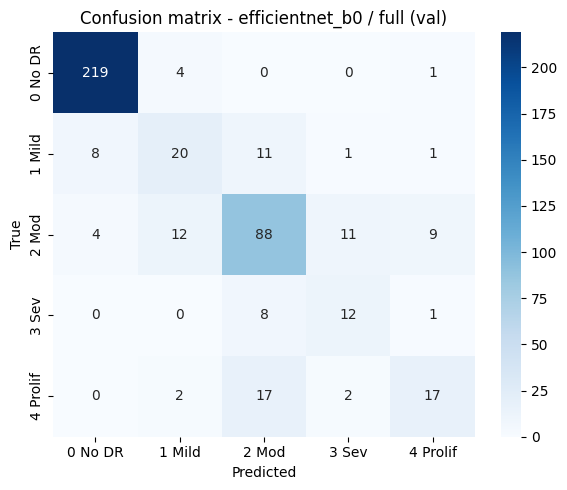 Confusion matrix - efficientnet_b0 / full (val)
0 No DR 219 4 0 0 1
1 Mild 8 20 11 1 1
2 Mod 4 12 88 11 9
3 Sev 0 0 8 12 1
4 Prolif 0 2 17 2 17
True
0 No DR 1 Mild 2 Mod 3 Sev 4 Prolif
Predicted
200
175
150
125
100
75
50
25
0